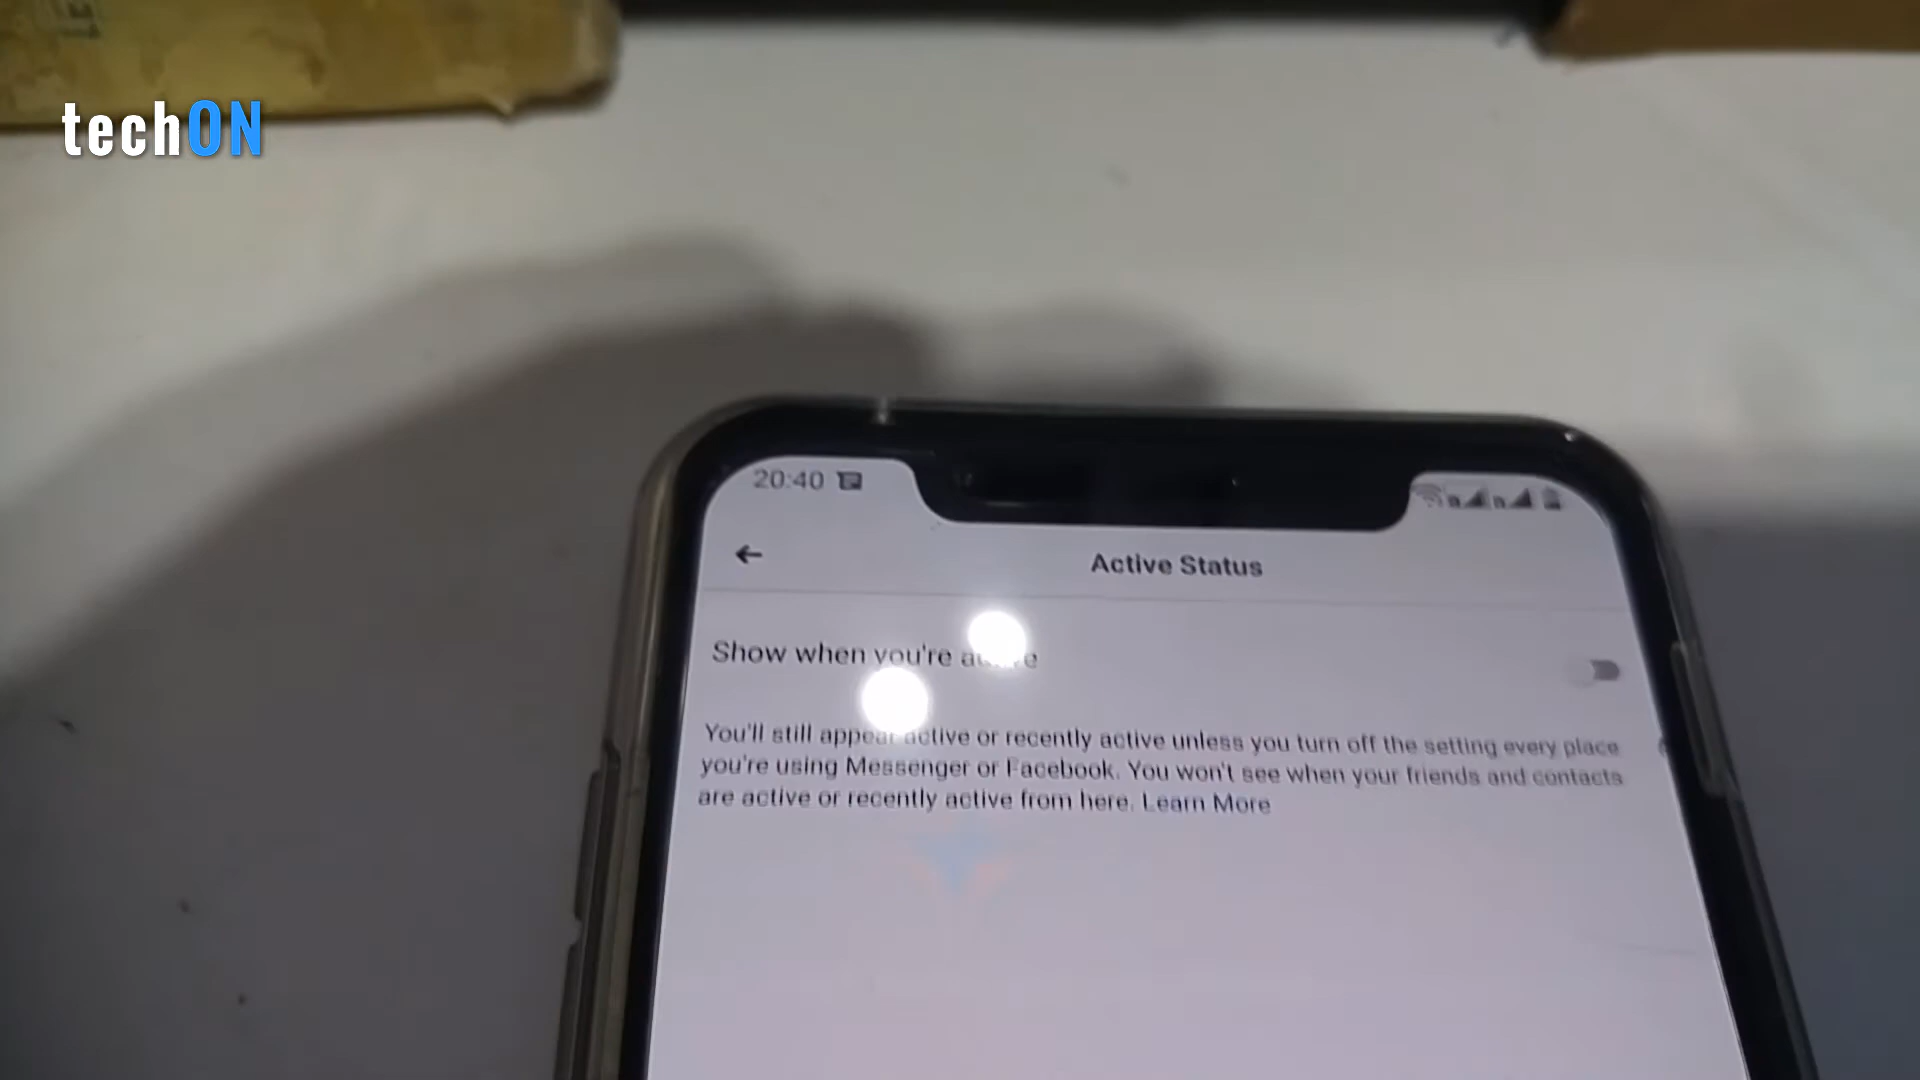 techON
20:40
Active Status
Show when you're active
You'll still appear active or recently active unless you turn off the setting every place
you're using Messenger or Facebook. You won't see when your friends and contacts
are active or recently active from here. Learn More